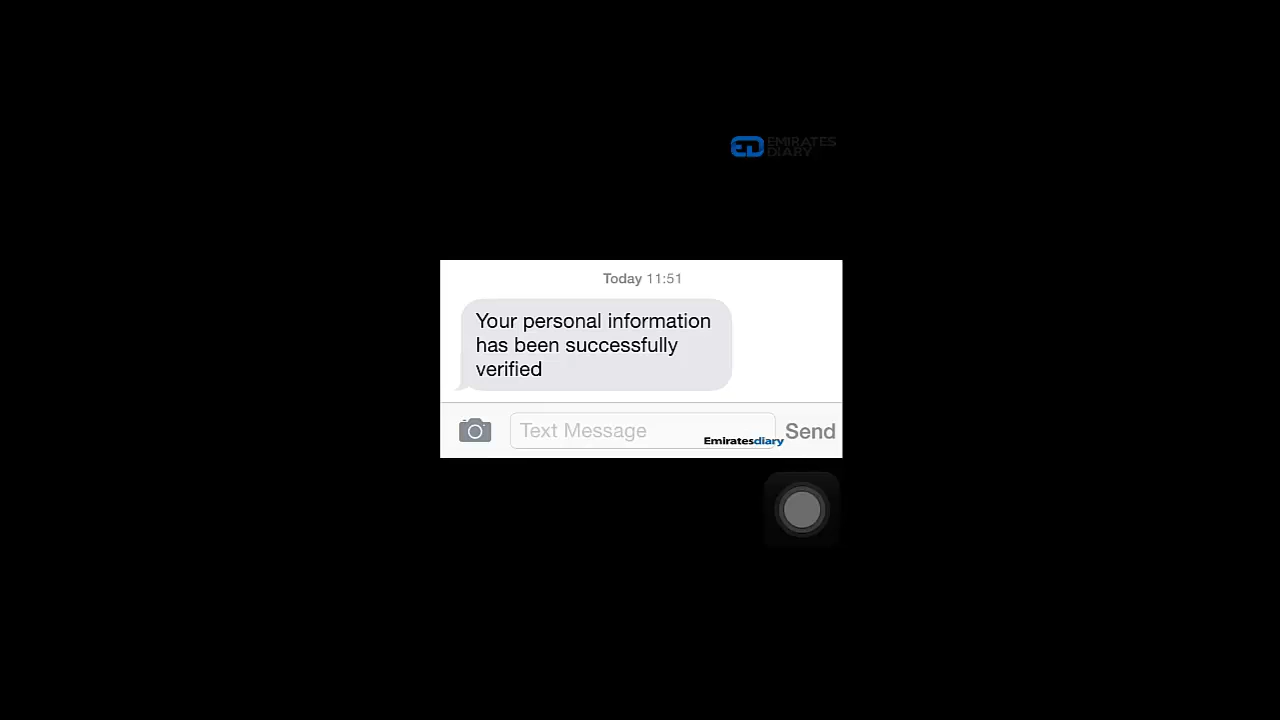 EMIRATES
DIARY
Today 11:51
Your personal information
has been successfully
verified
Text Message
Emiratesdiary
Send